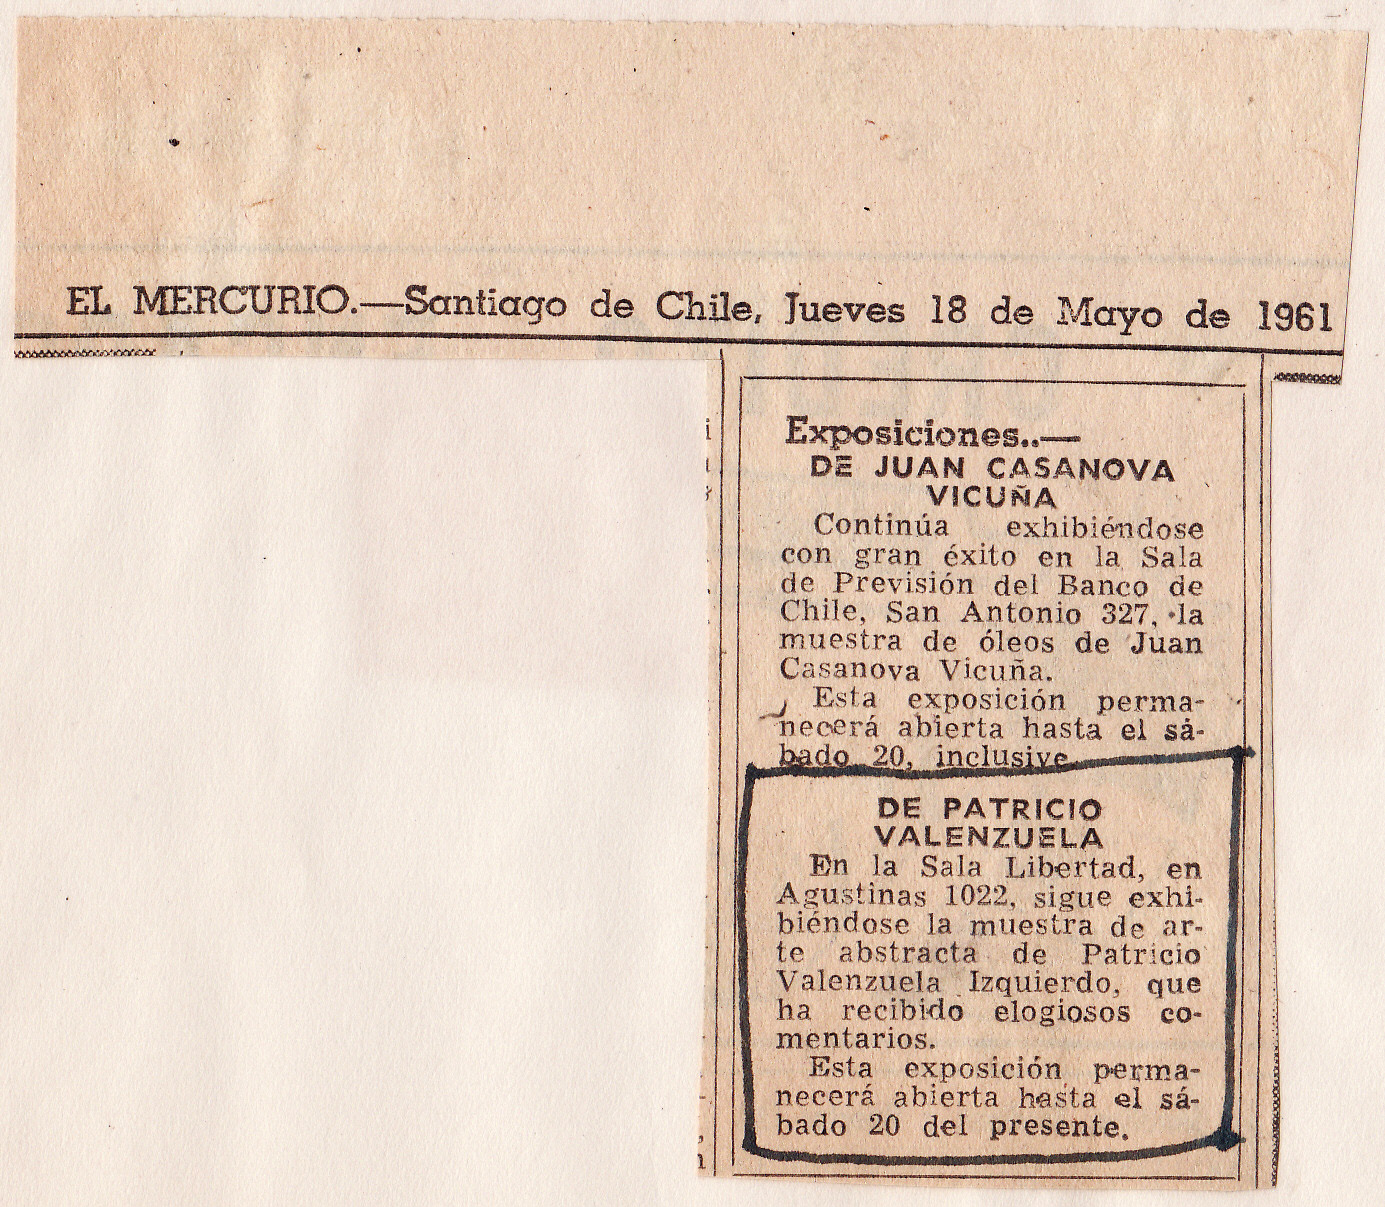 EL MERCURIO.—Santiago de Chile, Jueves 18 de Mayo de 1961
Exposiciones..—
DE JUAN CASANOVA
VICUÑA
Continúa exhibiéndose
con gran éxito en la Sala
de Previsión del Banco de
Chile, San Antonio 327, la
muestra de óleos de Juan
Casanova Vicuña.
Esta exposición perma-
necerá abierta hasta el sá-
bado 20, inclusive.
DE PATRICIO
VALENZUELA
En la Sala Libertad, en
Agustinas 1022, sigue exhi-
biéndose la muestra de ar-
te abstracta de Patricio
Valenzuela Izquierdo, que
ha recibido elogiosos co-
mentarios.
Esta exposición perma-
necerá abierta hasta el sá-
bado 20 del presente.